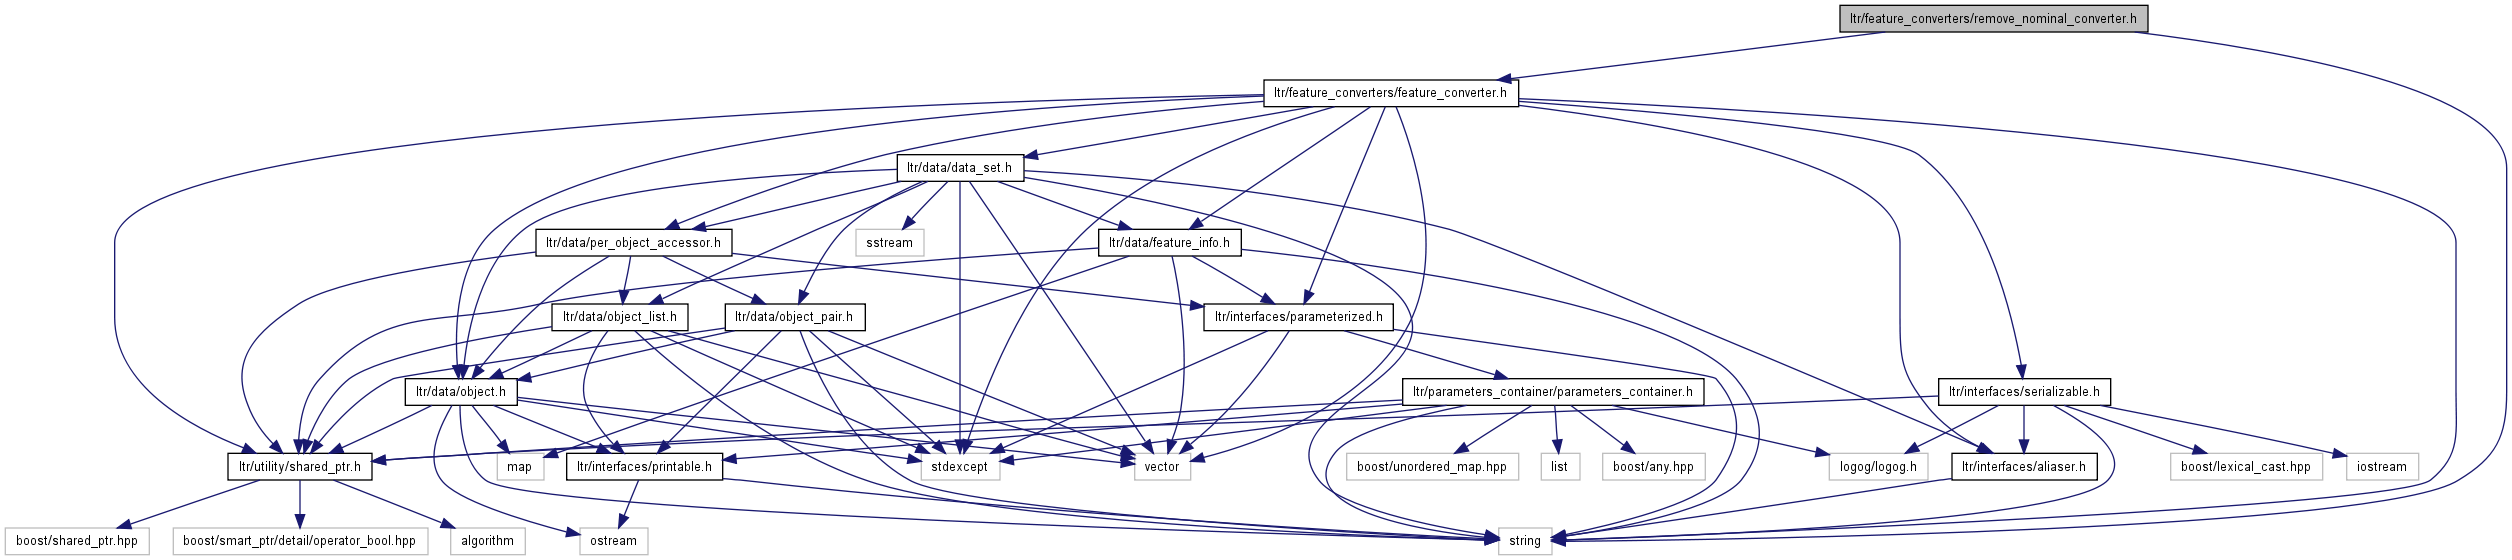 ltr/feature_converters/remove_nominal_converter.h
ltr/feature_converters/feature_converter.h
ltr/data/data_set.h
ltr/data/per_object_accessor.h
sstream
ltr/data/feature_info.h
ltr/data/object_list.h
ltr/data/object_pair.h
ltr/interfaces/parameterized.h
ltr/data/object.h
ltr/parameters_container/parameters_container.h
ltr/interfaces/serializable.h
ltr/utility/shared_ptr.h
map
ltr/interfaces/printable.h
stdexcept
vector
boost/unordered_map.hpp
list
boost/any.hpp
logog/logog.h
ltr/interfaces/aliaser.h
boost/lexical_cast.hpp
iostream
boost/shared_ptr.hpp
boost/smart_ptr/detail/operator_bool.hpp
algorithm
ostream
string